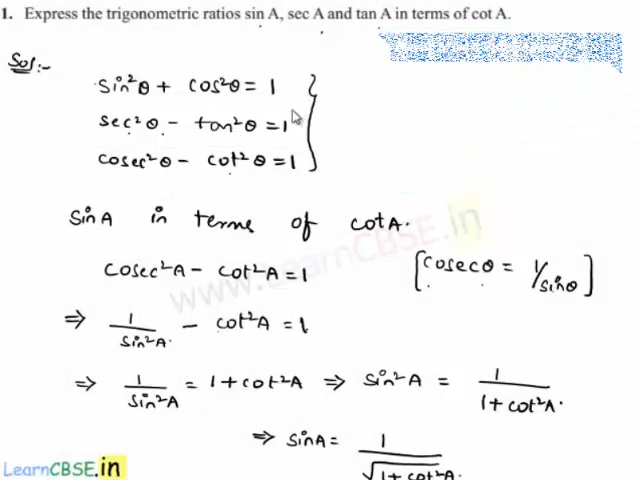 1. Express the trigonometric ratios sin A, sec A and tan A in terms of cot A.
Sol:-
sin²θ + cos²θ = 1
sec²θ - tan²θ = 1
cosec²θ - cot²θ = 1
sin A in terms of cot A.
cosec²A - cot²A = 1 [cosecθ = 1/sinθ]
⇒ 1/sin²A. - cot²A = 1
⇒ 1/sin²A = 1 + cot²A ⇒ sin²A = 1/1 + cot²A.
⇒ sin A = 1/√1 + cot²A.
www.LearnCBSE.in
LearnCBSE.in